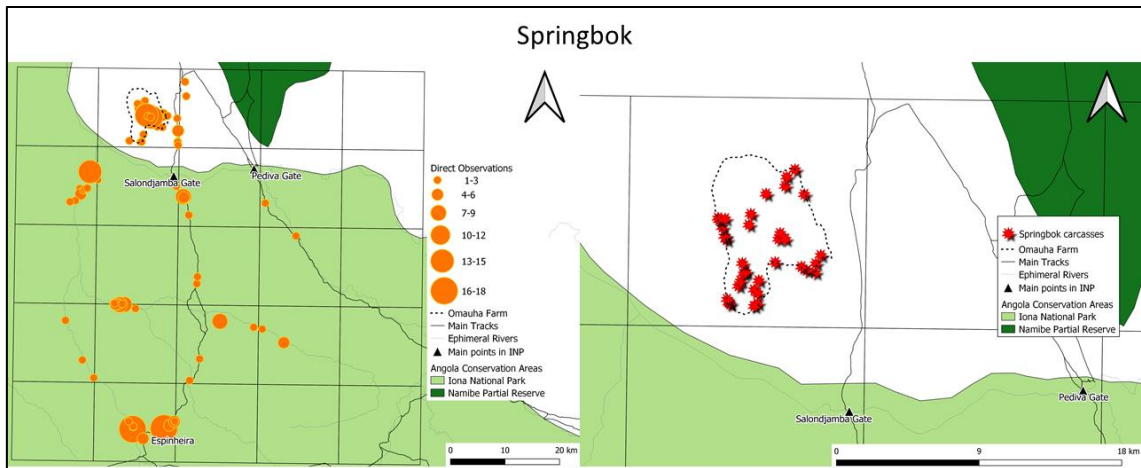 Springbok
Salondjamba Gate
Pediva Gate
Espinheira
Direct Observations
1-3
4-6
7-9
10-12
13-15
16-18
Omauha Farm
Main Tracks
Ephimeral Rivers
Main points in INP
Angola Conservation Areas
Iona National Park
Namibe Partial Reserve
0 10 20 km
Springbok carcasses
Omauha Farm
Main Tracks
Ephimeral Rivers
Main points in INP
Angola Conservation Areas
Iona National Park
Namibe Partial Reserve
Pediva Gate
Salondjamba Gate
0 9 18 km